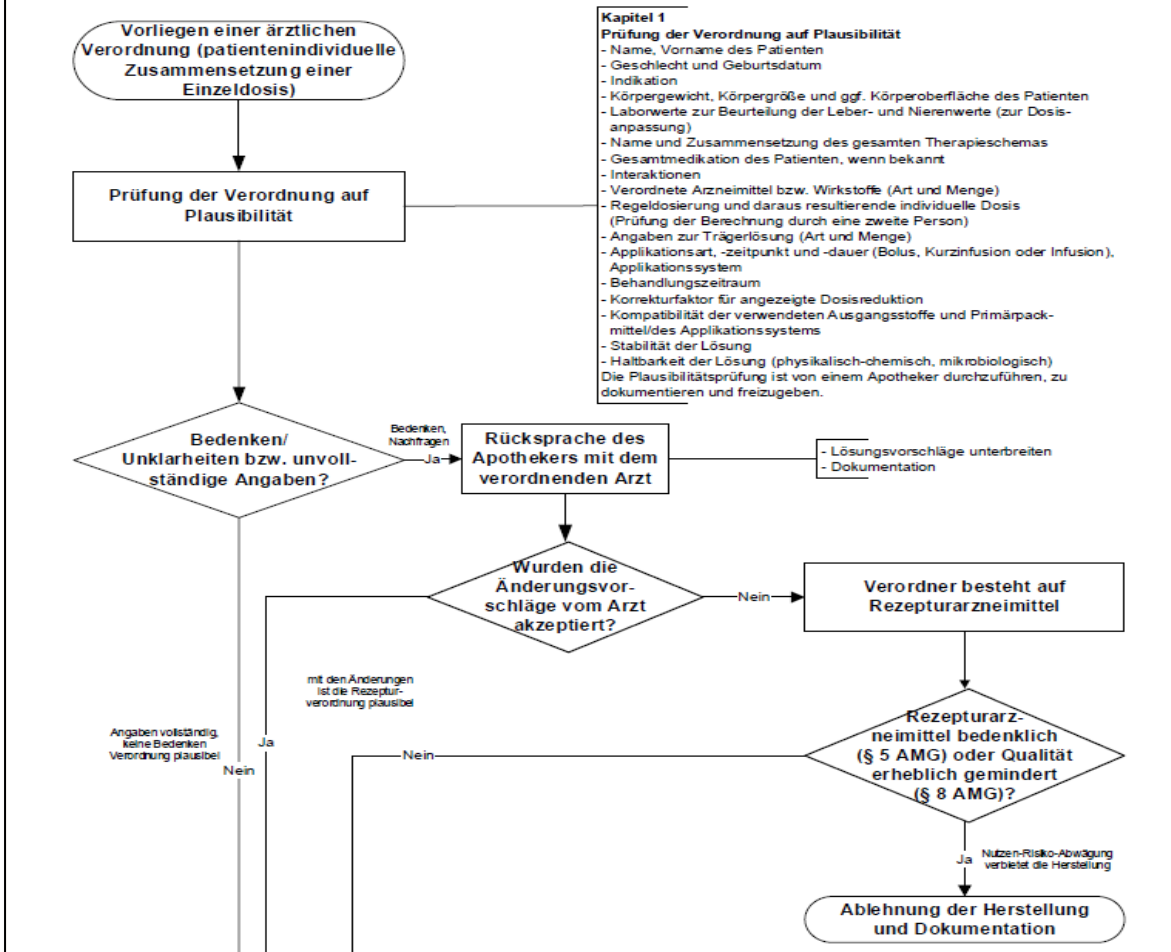 Vorliegen einer ärztlichen
Verordnung (patientenindividuelle
Zusammensetzung einer
Einzeldosis)
Kapitel 1
Prüfung der Verordnung auf Plausibilität
- Name, Vorname des Patienten
- Geschlecht und Geburtsdatum
- Indikation
- Körpergewicht, Körpergröße und ggf. Körperoberfläche des Patienten
- Laborwerte zur Beurteilung der Leber- und Nierenwerte (zur Dosis-
anpassung)
- Name und Zusammensetzung des gesamten Therapieschemas
- Gesamtmedikation des Patienten, wenn bekannt
- Interaktionen
- Verordnete Arzneimittel bzw. Wirkstoffe (Art und Menge)
- Regeldosierung und daraus resultierende individuelle Dosis
(Prüfung der Berechnung durch eine zweite Person)
- Angaben zur Trägerlösung (Art und Menge)
- Applikationsart, -zeitpunkt und -dauer (Bolus, Kurzinfusion oder Infusion),
Applikationssystem
- Behandlungszeitraum
- Korrekturfaktor für angezeigte Dosisreduktion
- Kompatibilität der verwendeten Ausgangsstoffe und Primärpack-
mittel/des Applikationssystems
- Stabilität der Lösung
- Haltbarkeit der Lösung (physikalisch-chemisch, mikrobiologisch)
Die Plausibilitätsprüfung ist von einem Apotheker durchzuführen, zu
dokumentieren und freizugeben.
Prüfung der Verordnung auf
Plausibilität
Bedenken/
Unklarheiten bzw. unvoll-
ständige Angaben?
Bedenken,
Nachfragen
Ja
Rücksprache des
Apothekers mit dem
verordnenden Arzt
- Lösungsvorschläge unterbreiten
- Dokumentation
Wurden die
Änderungsvor-
schläge vom Arzt
akzeptiert?
Nein
Verordner besteht auf
Rezepturarzneimittel
mit den Änderungen
ist die Rezeptur-
verordnung plausibel
Ja
Angaben vollständig,
keine Bedenken
Verordnung plausibel
Nein
Nein
Rezepturarz-
neimittel bedenklich
(§ 5 AMG) oder Qualität
erheblich gemindert
(§ 8 AMG)?
Ja
Nutzen-Risiko-Abwägung
verbietet die Herstellung
Ablehnung der Herstellung
und Dokumentation